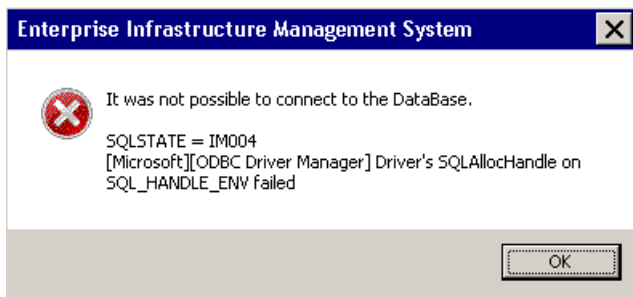 Enterprise Infrastructure Management System
It was not possible to connect to the DataBase.
SQLSTATE = IM004
[Microsoft][ODBC Driver Manager] Driver's SQLAllocHandle on
SQL_HANDLE_ENV failed
OK